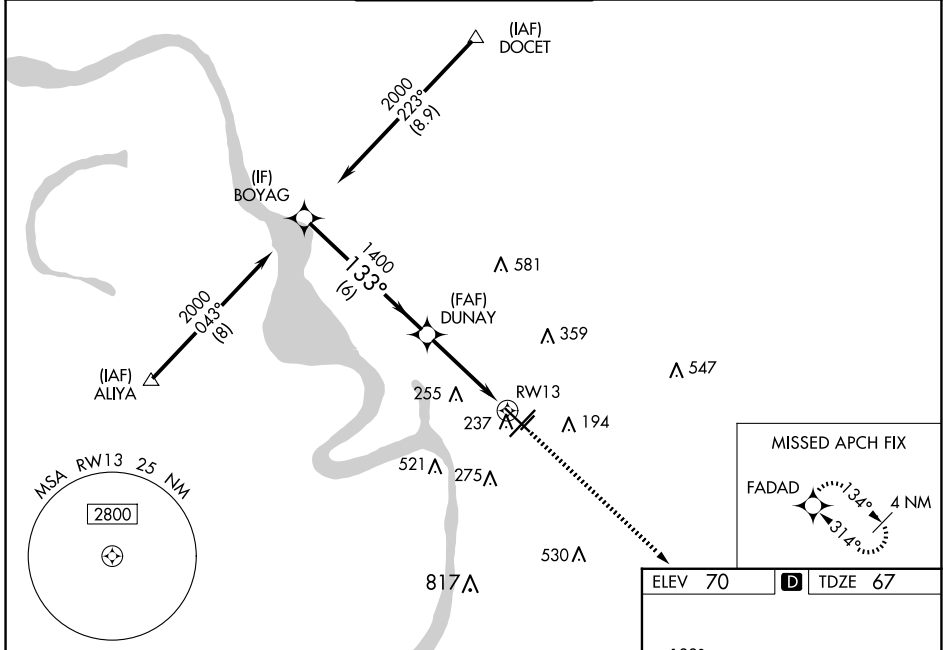 (IAF)
DOCET
2000
223°
(8.9)
(IF)
BOYAG
1400
133°
(6)
581
(FAF)
DUNAY
359
2000
043°
(8)
547
(IAF)
ALIYA
255
RW13
237
194
MISSED APCH FIX
521
275
FADAD
134°
4 NM
314°
MSA RW13 25 NM
2800
530
817
ELEV 70
D
TDZE 67